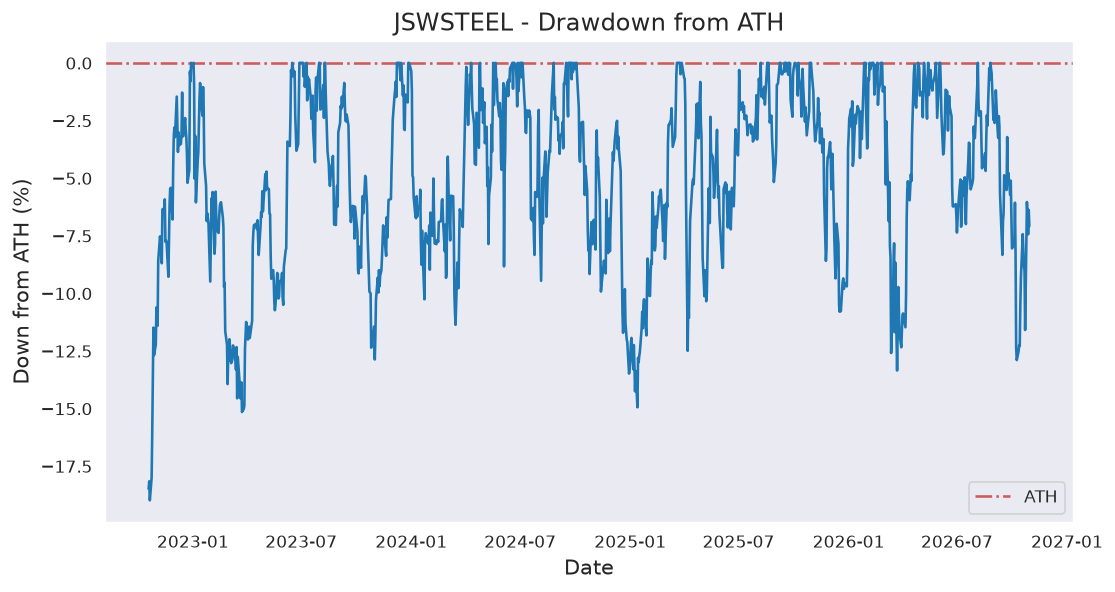 JSWSTEEL - Drawdown from ATH
Down from ATH (%)
0.0
−2.5
−5.0
−7.5
−10.0
−12.5
−15.0
−17.5
ATH
2023-01 2023-07 2024-01 2024-07 2025-01 2025-07 2026-01 2026-07 2027-01
Date